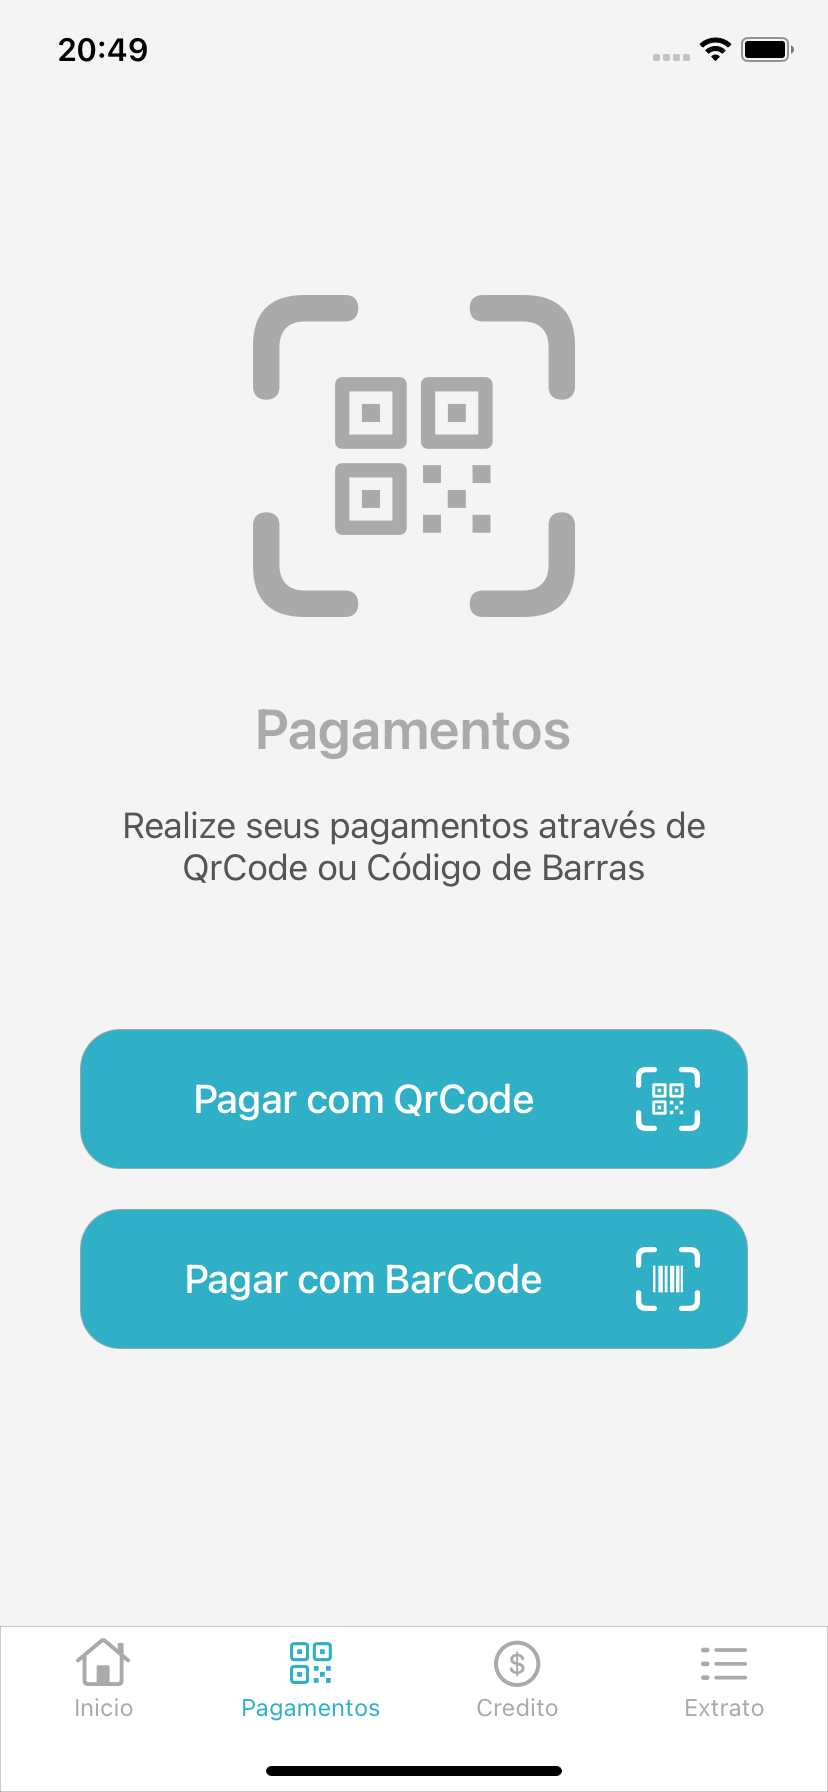 20:49
Pagamentos
Realize seus pagamentos através de
QrCode ou Código de Barras
Pagar com QrCode
Pagar com BarCode
$
Inicio
Pagamentos
Credito
Extrato